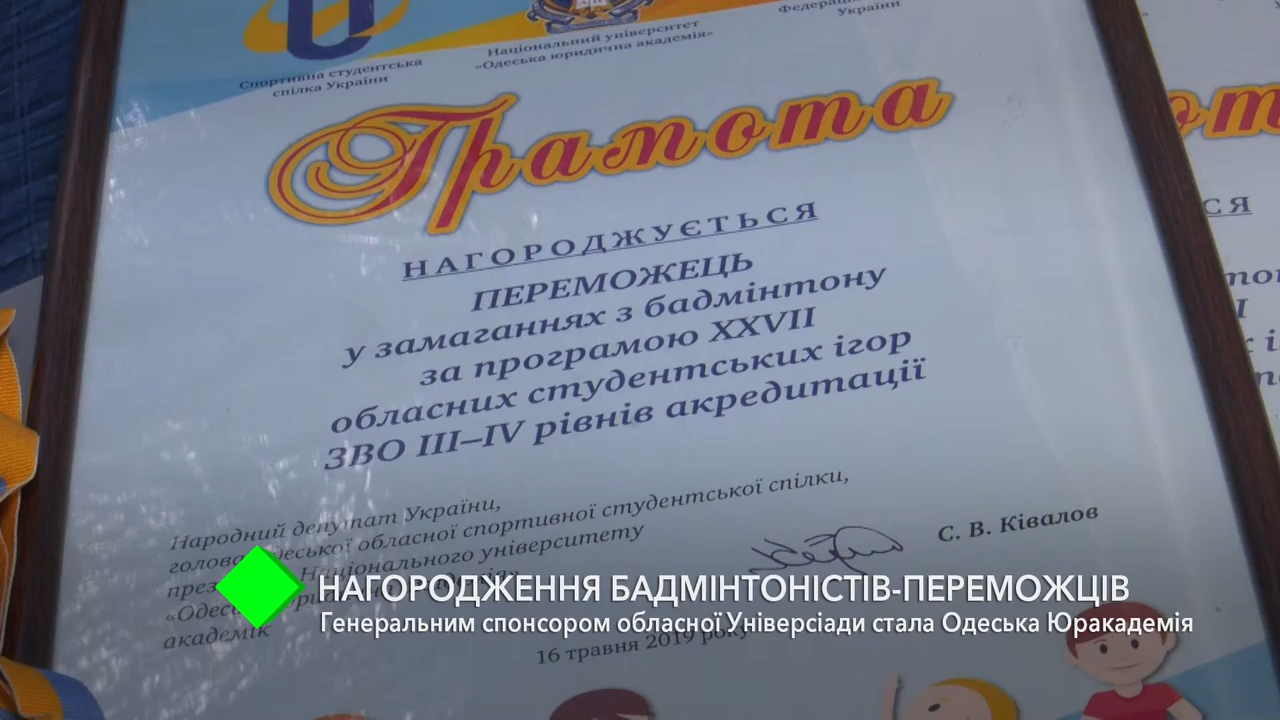 Спортивна студентська
спілка України
Національний університет
«Одеська юридична академія»
України
Грамота
НАГОРОДЖУЄТЬСЯ
ПЕРЕМОЖЕЦЬ
у замаганнях з бадмінтону
за програмою XXVII
обласних студентських ігор
ЗВО III–IV рівнів акредитації
Народний депутат України,
голова Одеської обласної спортивної студентської спілки,
Національного університету
академік
С. В. Ківалов
16 травня 2019 року
НАГОРОДЖЕННЯ БАДМІНТОНІСТІВ-ПЕРЕМОЖЦІВ
Генеральним спонсором обласної Універсіади стала Одеська Юракадемія